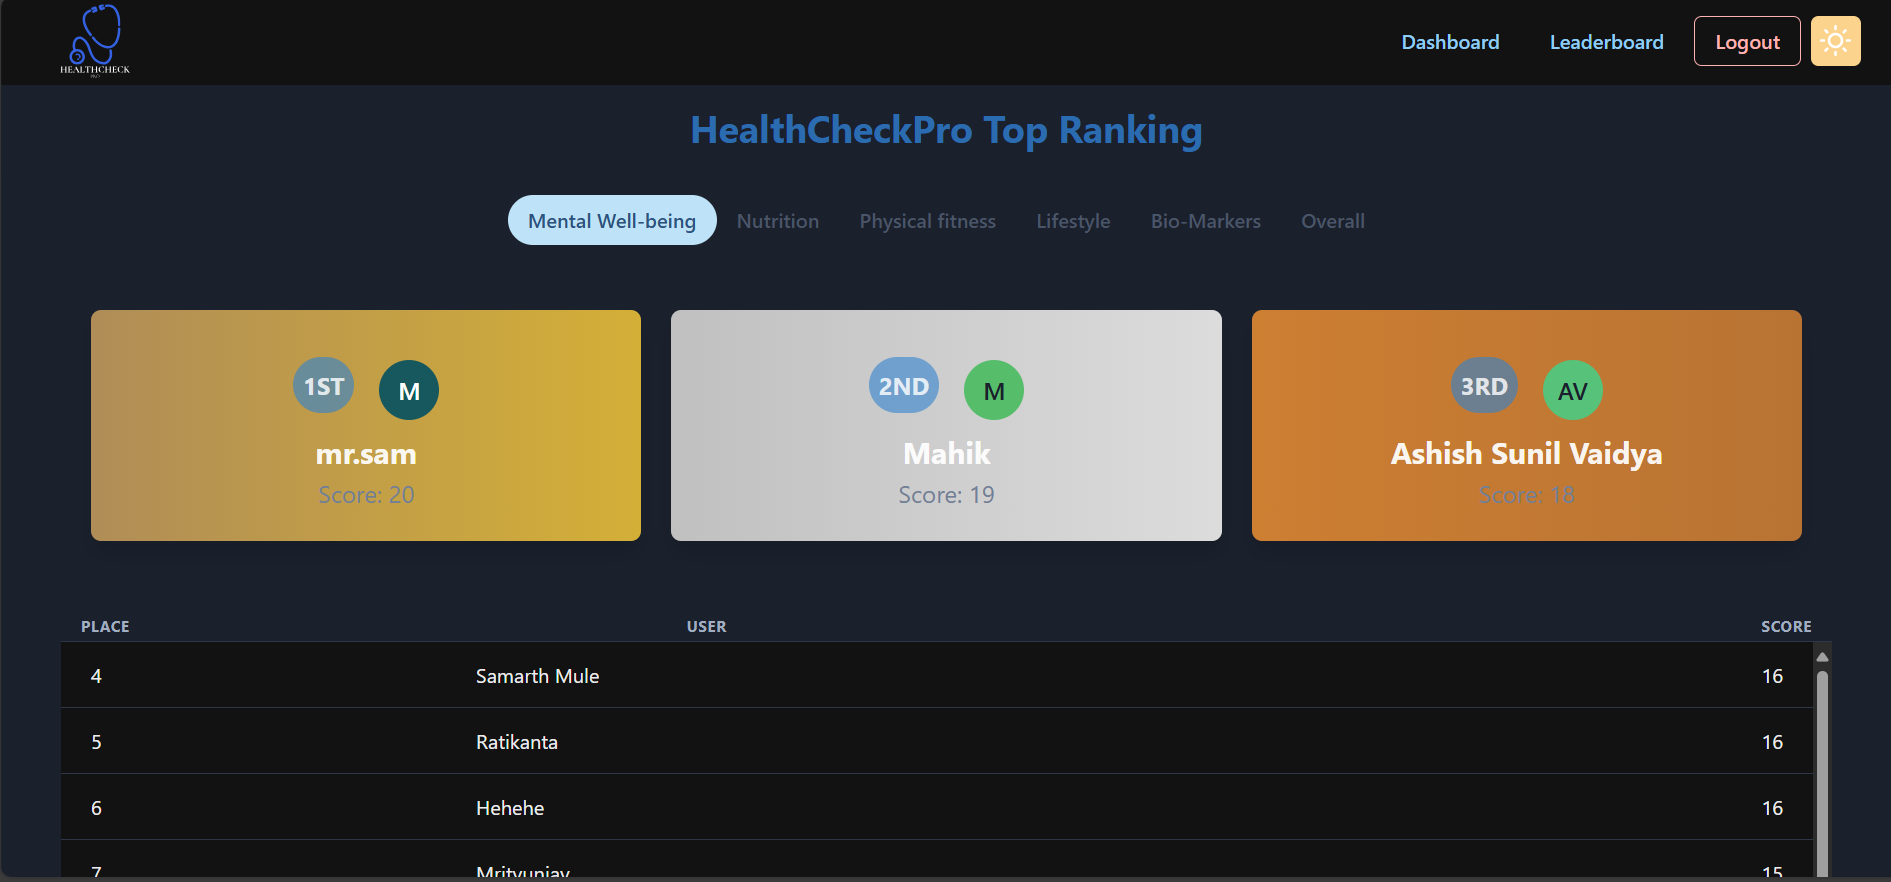 HEALTHCHECK
PRO
Dashboard Leaderboard Logout
HealthCheckPro Top Ranking
Mental Well-being Nutrition Physical fitness Lifestyle Bio-Markers Overall
1ST M
mr.sam
Score: 20
2ND M
Mahik
Score: 19
3RD AV
Ashish Sunil Vaidya
Score: 18
PLACE USER SCORE
4 Samarth Mule 16
5 Ratikanta 16
6 Hehehe 16
7 Mrityunjay 15